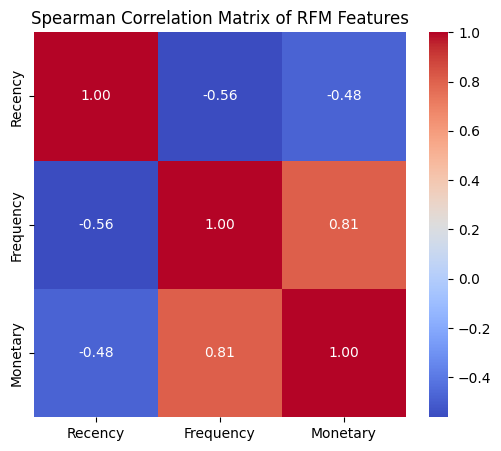 Spearman Correlation Matrix of RFM Features
Recency
1.00
-0.56
-0.48
Frequency
-0.56
1.00
0.81
Monetary
-0.48
0.81
1.00
Recency
Frequency
Monetary
1.0
0.8
0.6
0.4
0.2
0.0
−0.2
−0.4